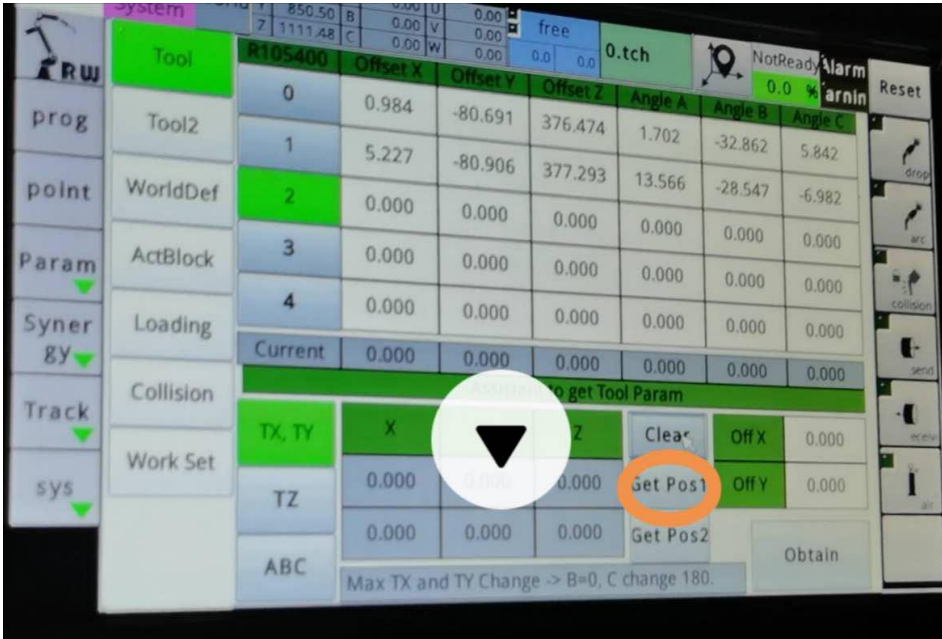 System
Y 850.50 B 0.00 V 0.00
Z 1111.48 C 0.00 W 0.00
free
0.0 0.0
0.tch
NotReady
0.0 %
Alarm
Reset
RW
prog
point
Param
Syner
gy
Track
sys
Tool
Tool2
WorldDef
ActBlock
Loading
Collision
Work Set
R105400 Offset X Offset Y Offset Z Angle A Angle B Angle C
0 0.984 -80.691 376.474 1.702 -32.862 5.842
1 5.227 -80.906 377.293 13.566 -28.547 -6.982
2 0.000 0.000 0.000 0.000 0.000 0.000
3 0.000 0.000 0.000 0.000 0.000 0.000
4 0.000 0.000 0.000 0.000 0.000 0.000
Current 0.000 0.000 0.000 0.000 0.000 0.000
to get Tool Param
TX, TY X Z Clear Off X 0.000
TZ 0.000 0.000 0.000 Get Pos1 Off Y 0.000
0.000 0.000 0.000 Get Pos2
ABC
Obtain
Max TX and TY Change -> B=0, C change 180.
drop
arc
collision
send
air